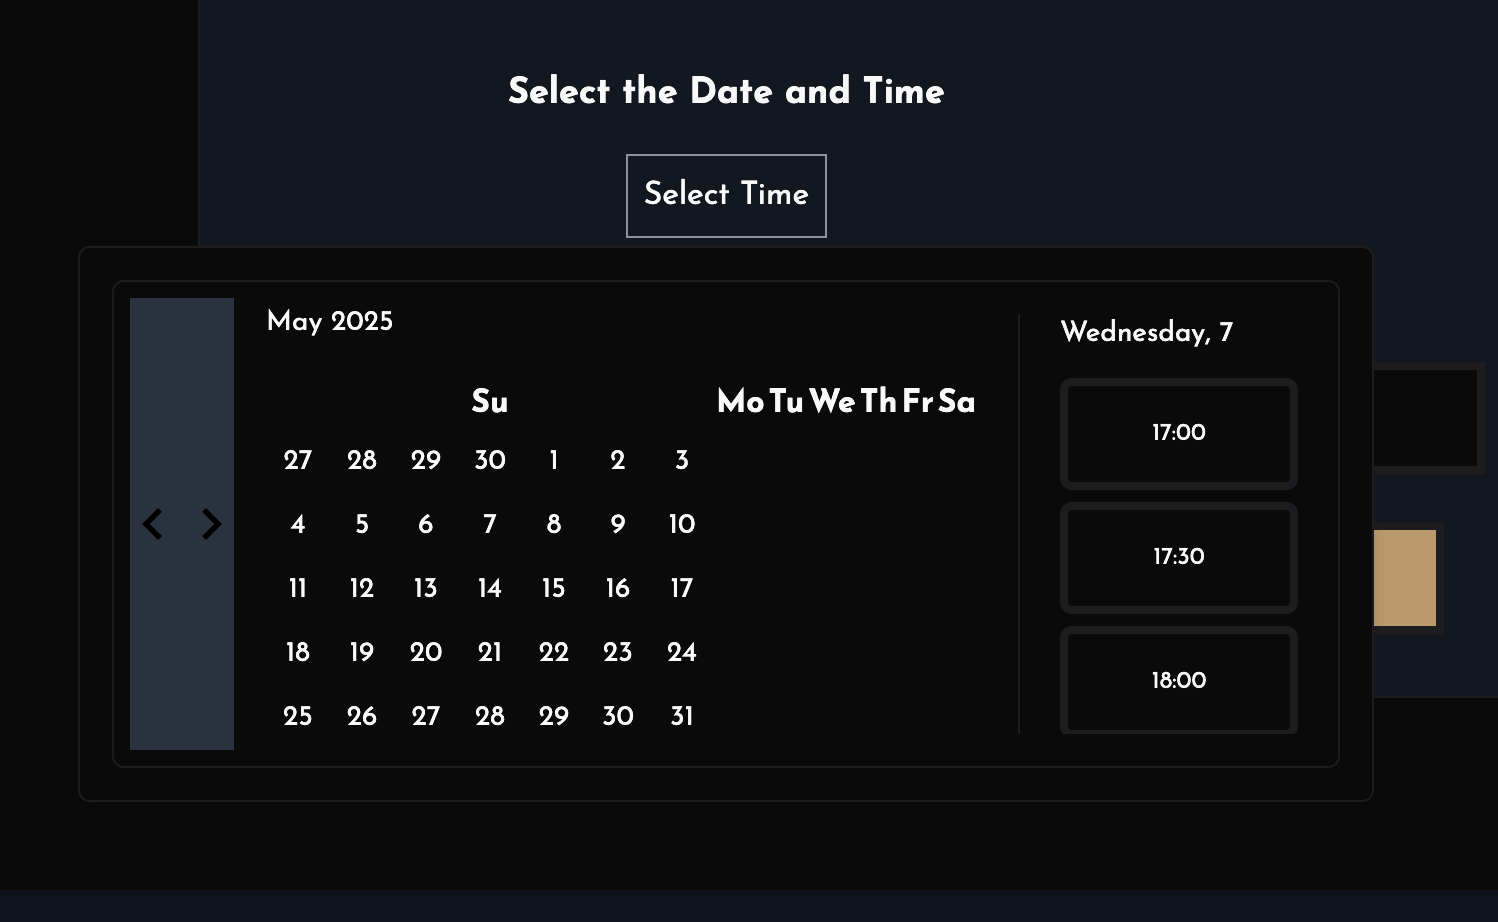 Select the Date and Time
Select Time
May 2025
Su Mo Tu We Th Fr Sa
27 28 29 30 1 2 3
4 5 6 7 8 9 10
11 12 13 14 15 16 17
18 19 20 21 22 23 24
25 26 27 28 29 30 31
Wednesday, 7
17:00
17:30
18:00